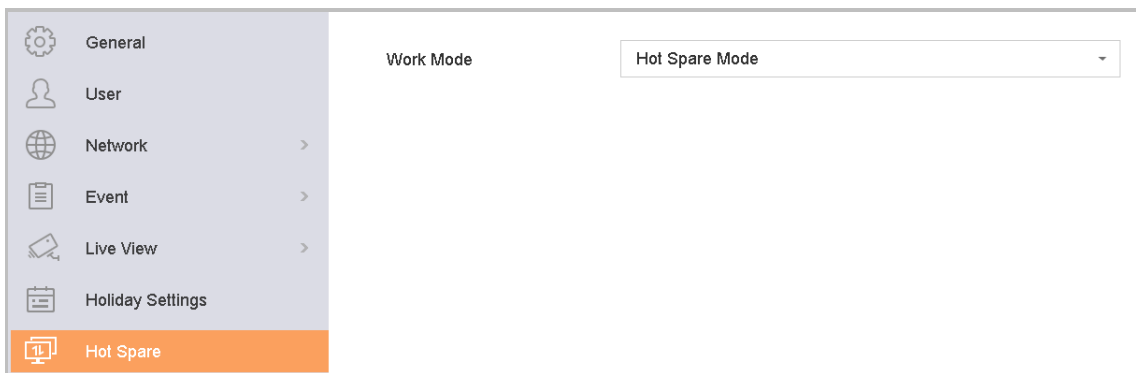 General
User
Network
Event
Live View
Holiday Settings
Hot Spare
Work Mode
Hot Spare Mode